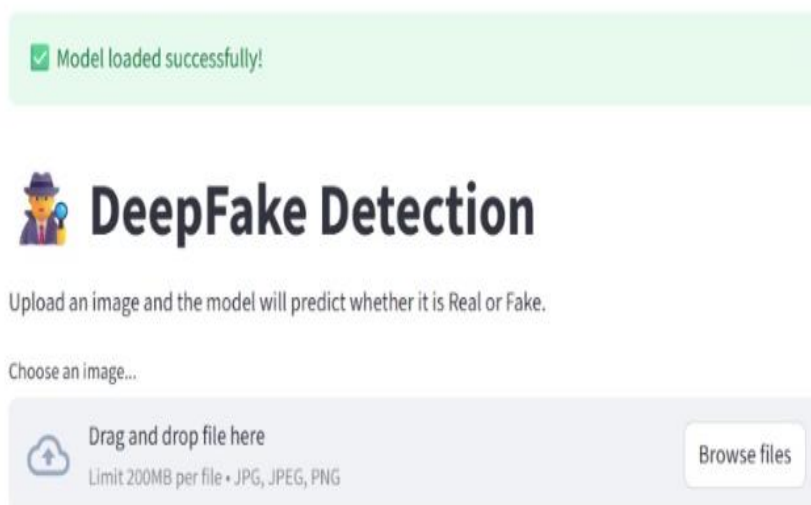 ✅ Model loaded successfully!
🕵️ DeepFake Detection
Upload an image and the model will predict whether it is Real or Fake.
Choose an image...
Drag and drop file here
Limit 200MB per file • JPG, JPEG, PNG
Browse files